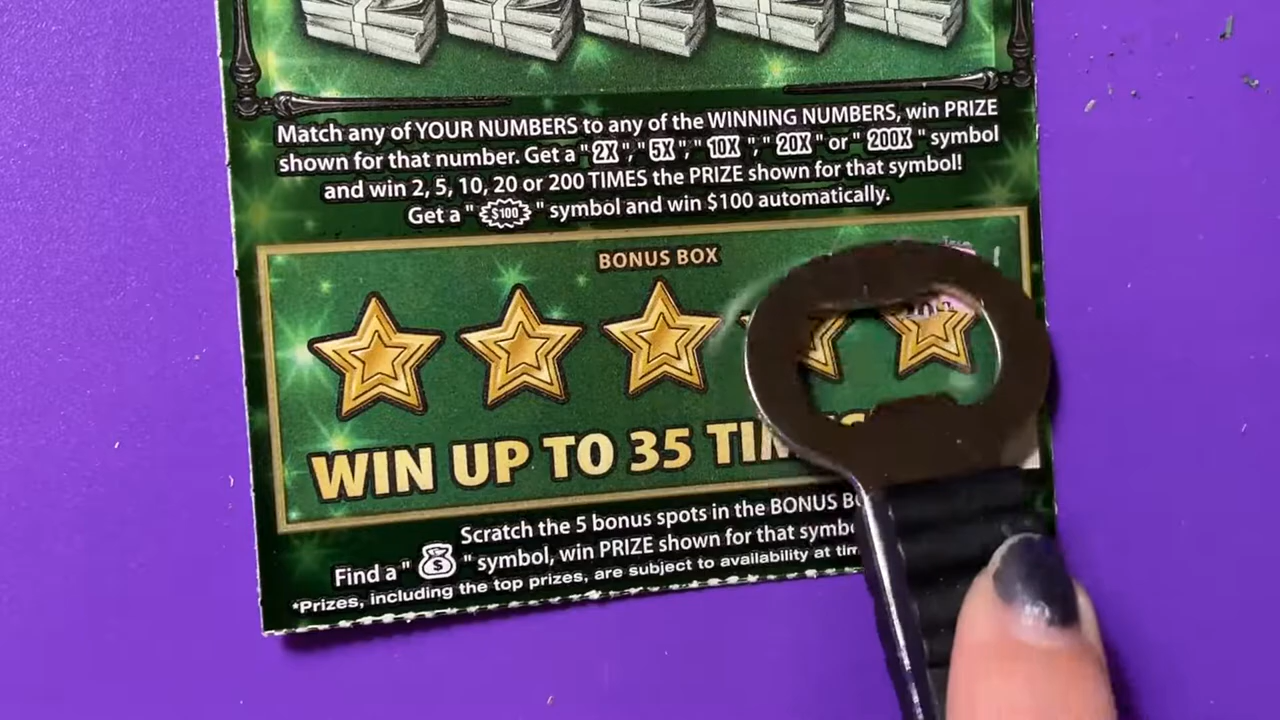 Match any of YOUR NUMBERS to any of the WINNING NUMBERS, win PRIZE
shown for that number. Get a "2X", "5X", "10X", "20X" or "200X" symbol
and win 2, 5, 10, 20 or 200 TIMES the PRIZE shown for that symbol!
Get a "$100" symbol and win $100 automatically.
BONUS BOX
WIN UP TO 35
Scratch the 5 bonus spots in the BONUS
Find a "$" symbol, win PRIZE shown for that
*Prizes, including the top prizes, are subject to availability at